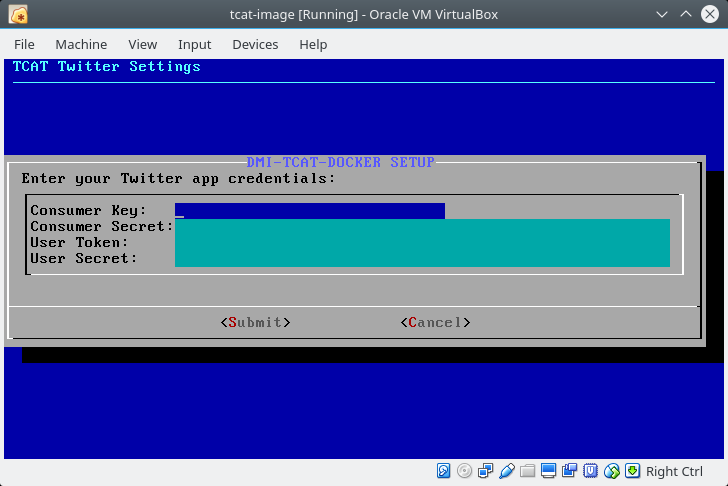 tcat-image [Running] - Oracle VM VirtualBox
File Machine View Input Devices Help
TCAT Twitter Settings
DMI-TCAT-DOCKER SETUP
Enter your Twitter app credentials:
Consumer Key: _
Consumer Secret:
User Token:
User Secret:
<Submit> <Cancel>
Right Ctrl